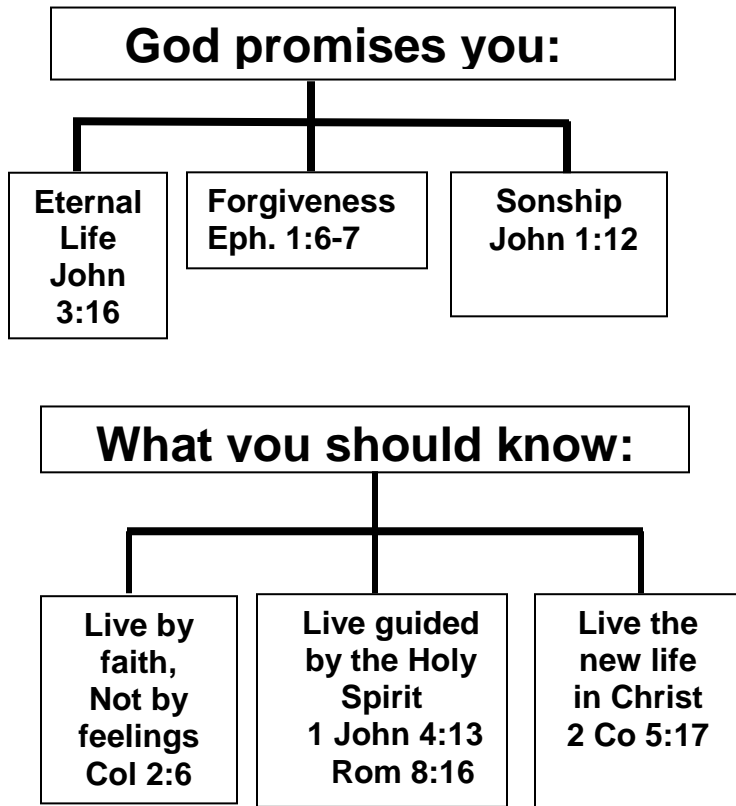 God promises you:
Eternal
Life
John
3:16
Forgiveness
Eph. 1:6-7
Sonship
John 1:12
What you should know:
Live by
faith,
Not by
feelings
Col 2:6
Live guided
by the Holy
Spirit
1 John 4:13
Rom 8:16
Live the
new life
in Christ
2 Co 5:17